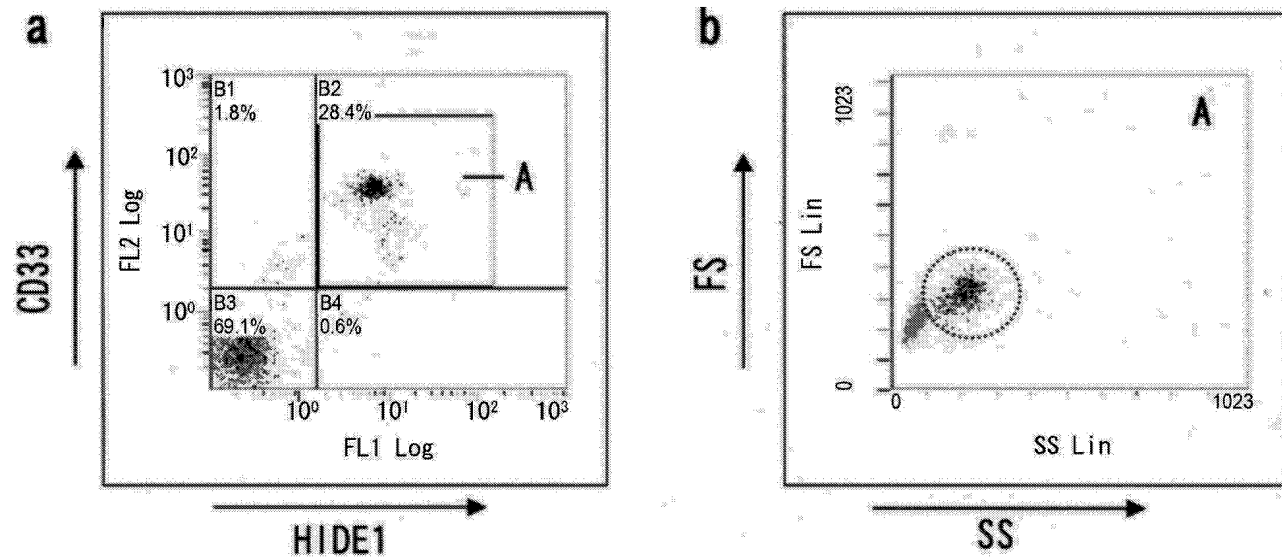 a
CD33
FL2 Log
10³
10²
10¹
10⁰
B1
1.8%
B2
28.4%
A
B3
69.1%
B4
0.6%
10⁰ 10¹ 10² 10³
FL1 Log
HIDE1
b
FS
FS Lin
1023
0
A
0 1023
SS Lin
SS